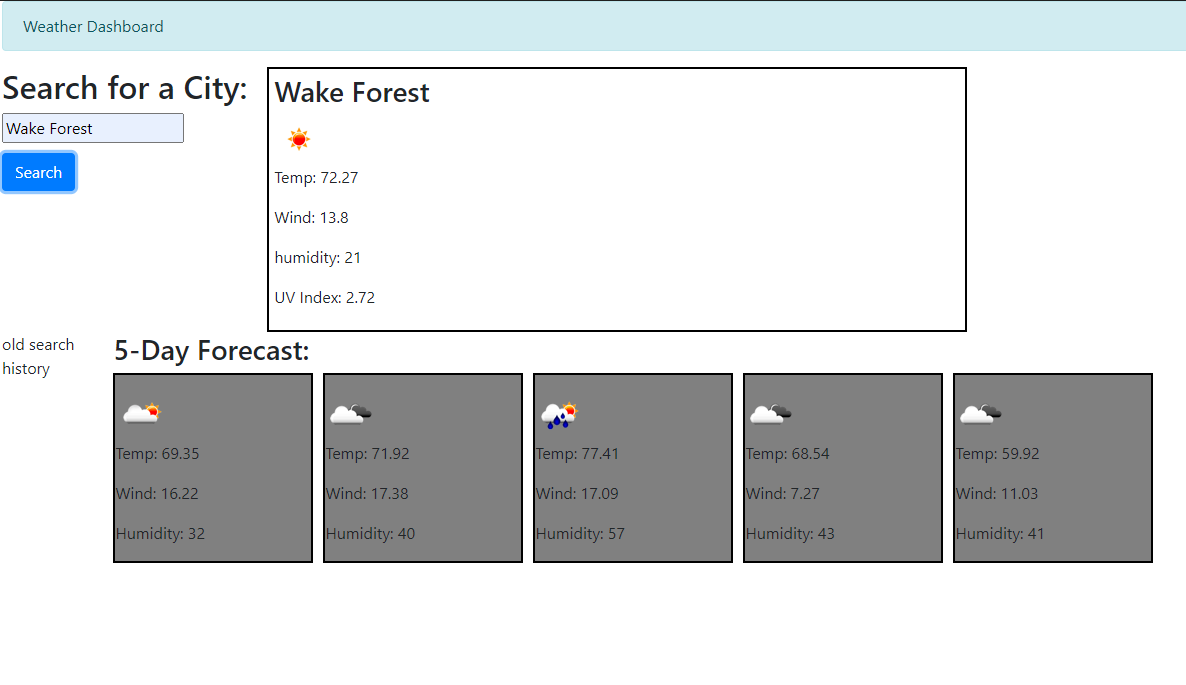 Weather Dashboard
Search for a City:
Wake Forest
Search
Wake Forest
Temp: 72.27
Wind: 13.8
humidity: 21
UV Index: 2.72
old search
history
5-Day Forecast:
Temp: 69.35
Wind: 16.22
Humidity: 32
Temp: 71.92
Wind: 17.38
Humidity: 40
Temp: 77.41
Wind: 17.09
Humidity: 57
Temp: 68.54
Wind: 7.27
Humidity: 43
Temp: 59.92
Wind: 11.03
Humidity: 41